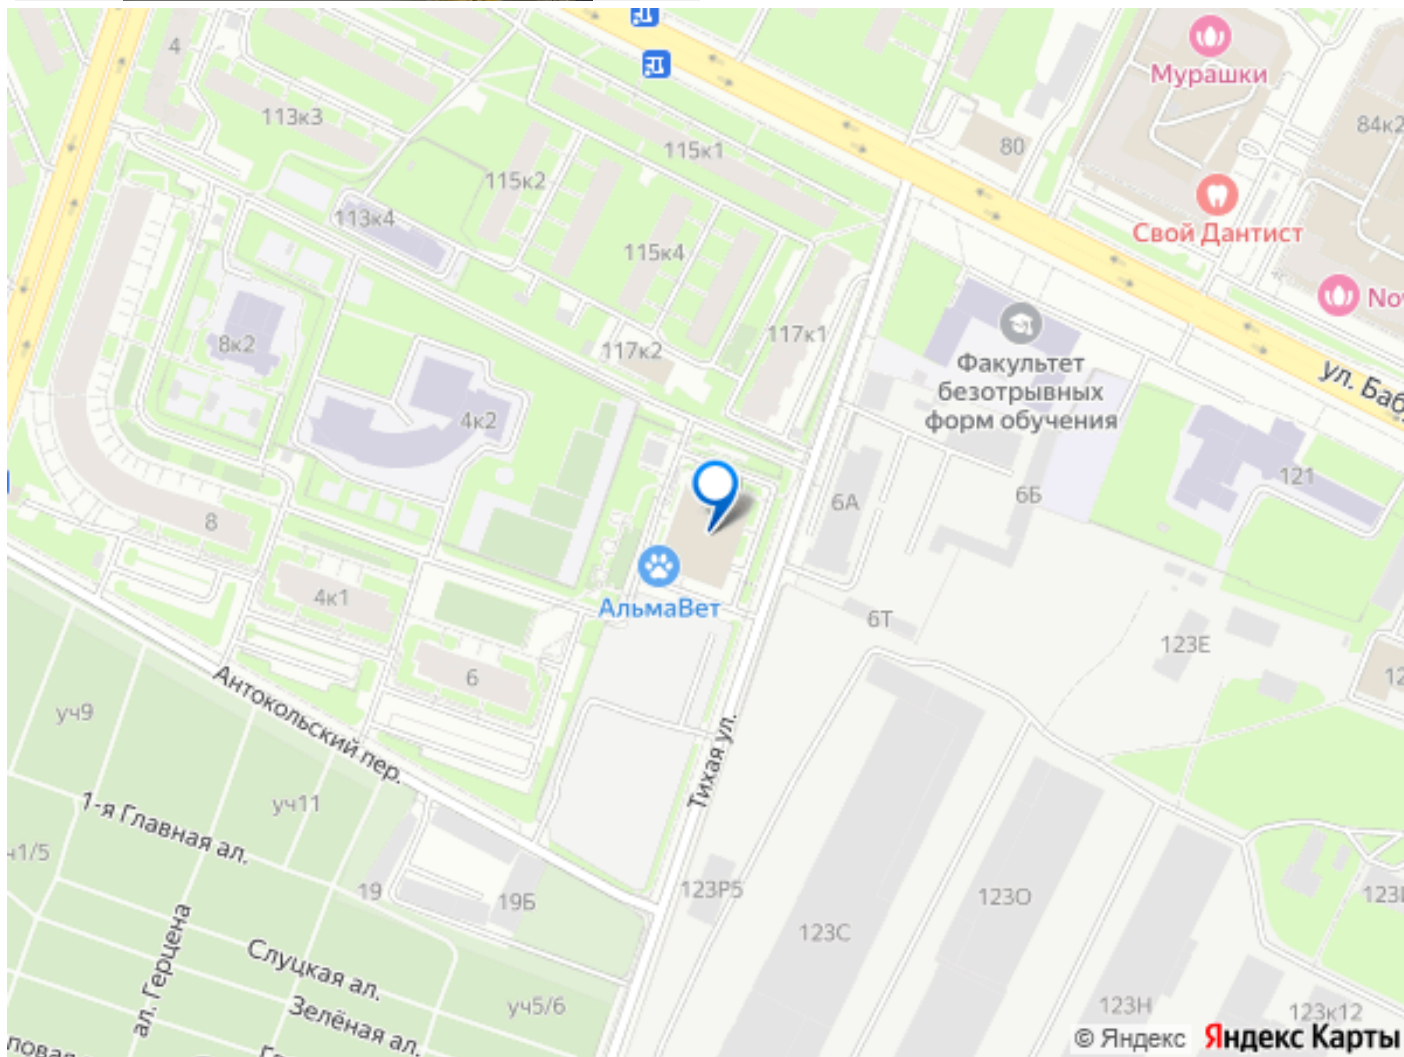 Мурашки
4
113к3
84к2
115к1
80
115к2
113к4
Свой Дантист
115к4
8к2
117к1
117к2
Факультет
безотрывных
форм обучения
ул. Баб
4к2
121
6А
6Б
8
4к1
АльмаВет
6Т
123Е
6
Антокольский пер.
уч9
Тихая ул.
уч11
1-я Главная ал.
19
19Б
123Р5
123О
123С
ал. Герцена
Слуцкая ал.
Зелёная ал.
уч5/6
123Н
123к12
© Яндекс Яндекс Карты